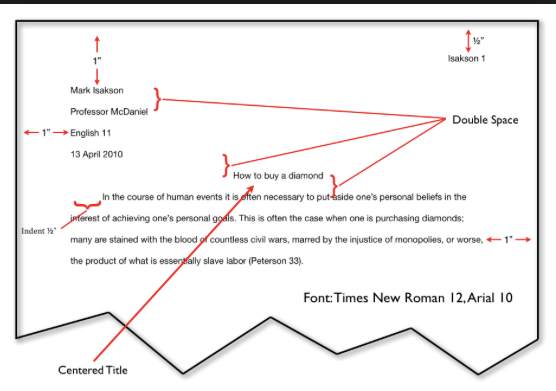 ½"
1"
Isakson 1
Mark Isakson
Professor McDaniel
Double Space
1"
English 11
13 April 2010
How to buy a diamond
In the course of human events it is often necessary to put aside one's personal beliefs in the
interest of achieving one's personal goals. This is often the case when one is purchasing diamonds;
Indent ½"
many are stained with the blood of countless civil wars, marred by the injustice of monopolies, or worse,
1"
the product of what is essentially slave labor (Peterson 33).
Font: Times New Roman 12, Arial 10
Centered Title